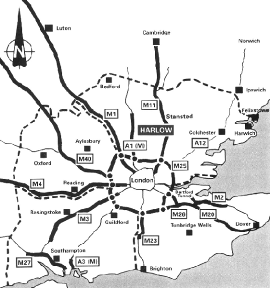 Cambridge
Luton
Norwich
Bedford
Ipswich
M1
M11
Felixstowe
Stansted
HARLOW
Colchester
Harwich
A1 (M)
A12
Aylesbury
Oxford
M40
M25
London
M4
Reading
Dartford
M2
Basingstoke
M3
Guildford
M20
M26
Dover
Tunbridge Wells
M23
Southampton
M27
A3 (M)
Brighton